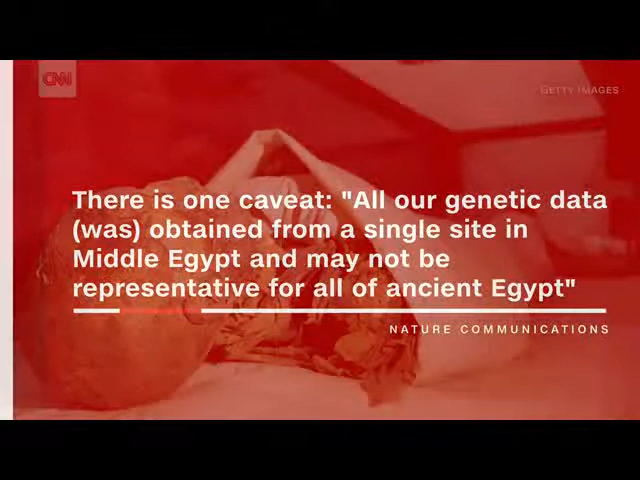 CNN
GETTY IMAGES
There is one caveat: "All our genetic data
(was) obtained from a single site in
Middle Egypt and may not be
representative for all of ancient Egypt"
NATURE COMMUNICATIONS